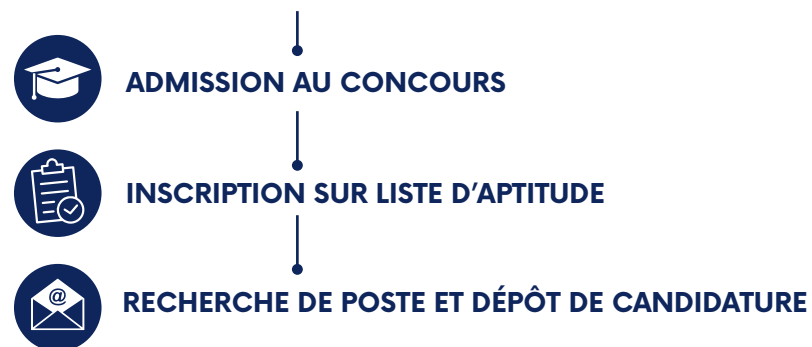 ADMISSION AU CONCOURS
INSCRIPTION SUR LISTE D’APTITUDE
@
RECHERCHE DE POSTE ET DÉPÔT DE CANDIDATURE